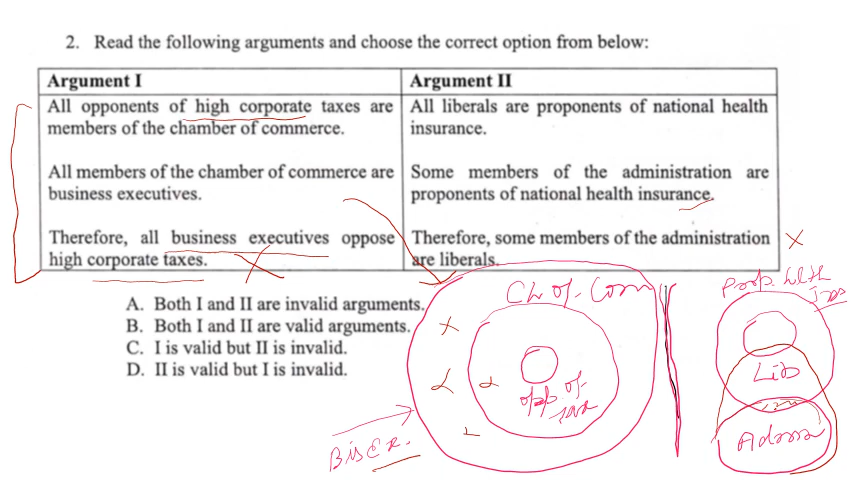 2. Read the following arguments and choose the correct option from below:
Argument I
All opponents of high corporate taxes are
members of the chamber of commerce.
All members of the chamber of commerce are
business executives.
Therefore, all business executives oppose
high corporate taxes.
Argument II
All liberals are proponents of national health
insurance.
Some members of the administration are
proponents of national health insurance.
Therefore, some members of the administration
are liberals.
A. Both I and II are invalid arguments.
B. Both I and II are valid arguments.
C. I is valid but II is invalid.
D. II is valid but I is invalid.
Ch of. Com
opp of
tax
Prop. hlth
Lib